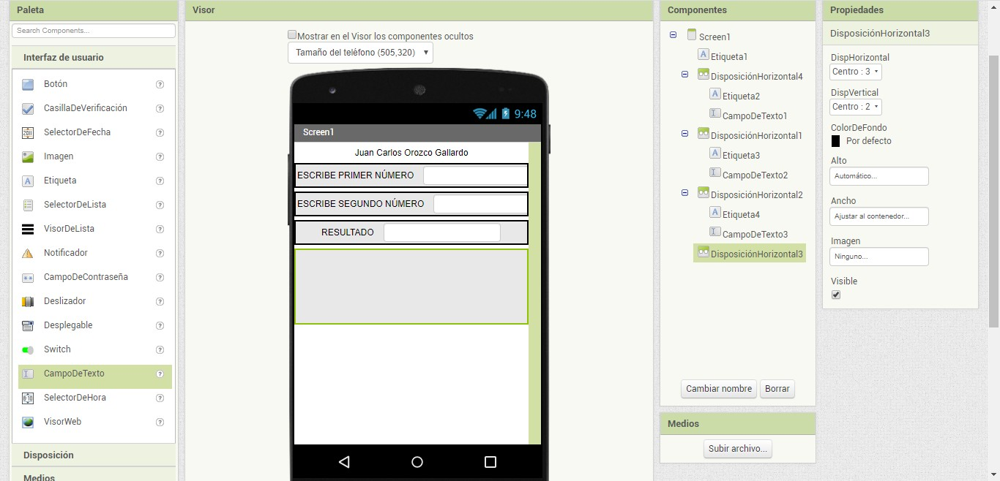 Paleta
Search Components...
Interfaz de usuario
Botón ?
CasillaDeVerificación ?
SelectorDeFecha ?
Imagen ?
A Etiqueta ?
SelectorDeLista ?
VisorDeLista ?
Notificador ?
CampoDeContraseña ?
Deslizador ?
Desplegable ?
Switch ?
CampoDeTexto ?
SelectorDeHora ?
VisorWeb ?
Disposición
Medios
Visor
Mostrar en el Visor los componentes ocultos
Tamaño del teléfono (505,320)
9:48
Screen1
Juan Carlos Orozco Gallardo
ESCRIBE PRIMER NÚMERO
ESCRIBE SEGUNDO NÚMERO
RESULTADO
Componentes
Screen1
A Etiqueta1
DisposiciónHorizontal4
A Etiqueta2
CampoDeTexto1
DisposiciónHorizontal1
A Etiqueta3
CampoDeTexto2
DisposiciónHorizontal2
A Etiqueta4
CampoDeTexto3
DisposiciónHorizontal3
Cambiar nombre Borrar
Medios
Subir archivo...
Propiedades
DisposiciónHorizontal3
DispHorizontal
Centro : 3
DispVertical
Centro : 2
ColorDeFondo
Por defecto
Alto
Automático...
Ancho
Ajustar al contenedor...
Imagen
Ninguno...
Visible